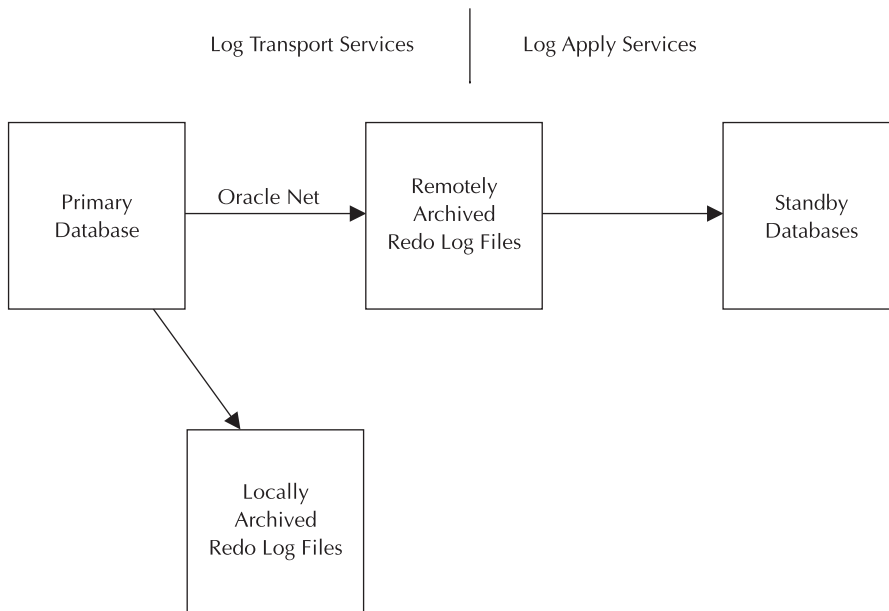 Log Transport Services
Log Apply Services
Primary
Database
Oracle Net
Remotely
Archived
Redo Log Files
Standby
Databases
Locally
Archived
Redo Log Files